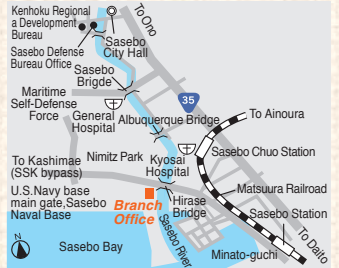 Kenhoku Regional
a Development
Bureau
To Ono
Sasebo
City Hall
Sasebo Defense
Bureau Office
Sasebo
Brigde
Maritime
Self-Defense
Force
General
Hospital
35
Albuquerque Bridge
To Ainoura
Sasebo Chuo Station
To Kashimae
(SSK bypass)
Nimitz Park
Kyosai
Hospital
Matsuura Railroad
U.S.Navy base
main gate,Sasebo
Naval Base
Branch
Office
Hirase
Bridge
Sasebo Station
To Daito
Sasebo River
N
Sasebo Bay
Minato-guchi